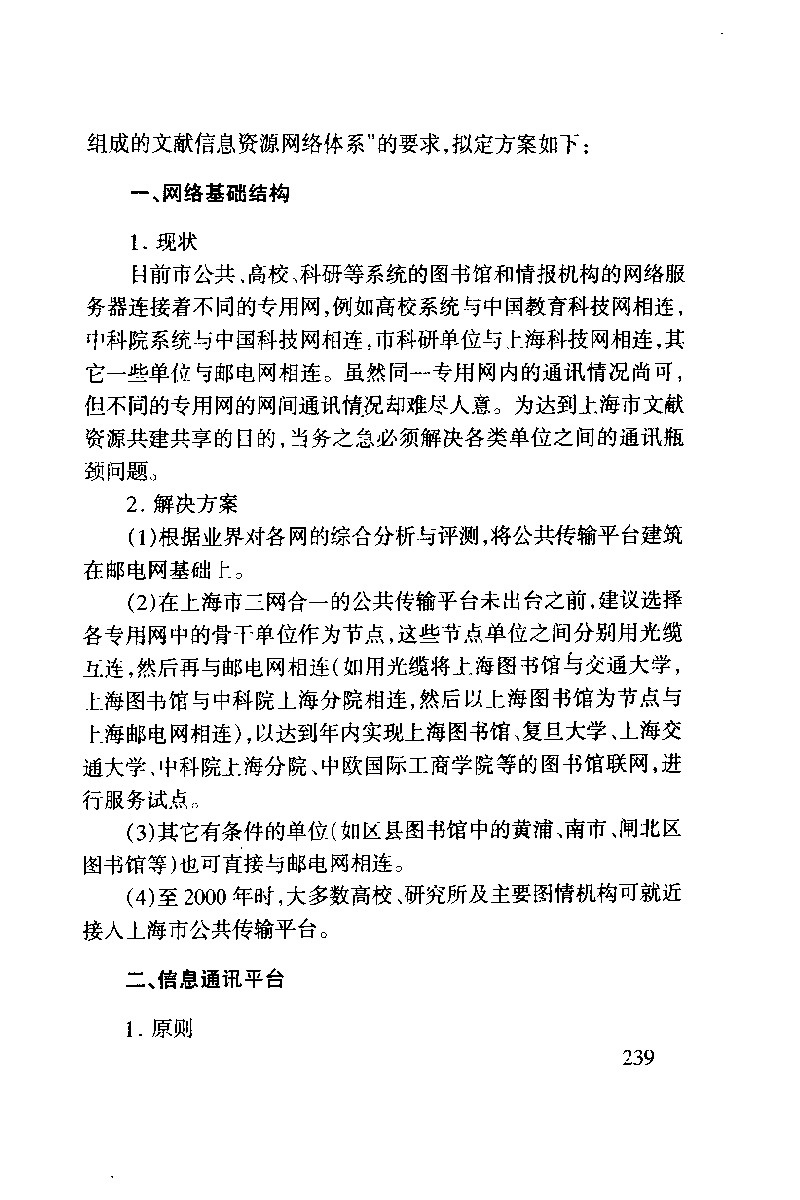 组成的文献信息资源网络体系”的要求,拟定方案如下:
一、网络基础结构
1. 现状
目前市公共、高校、科研等系统的图书馆和情报机构的网络服
务器连接着不同的专用网,例如高校系统与中国教育科技网相连,
中科院系统与中国科技网相连,市科研单位与上海科技网相连,其
它一些单位与邮电网相连。虽然同一专用网内的通讯情况尚可,
但不同的专用网的网间通讯情况却难尽人意。为达到上海市文献
资源共建共享的目的,当务之急必须解决各类单位之间的通讯瓶
颈问题。
2. 解决方案
(1)根据业界对各网的综合分析与评测,将公共传输平台建筑
在邮电网基础上。
(2)在上海市三网合一的公共传输平台未出台之前,建议选择
各专用网中的骨干单位作为节点,这些节点单位之间分别用光缆
互连,然后再与邮电网相连(如用光缆将上海图书馆与交通大学,
上海图书馆与中科院上海分院相连,然后以上海图书馆为节点与
上海邮电网相连),以达到年内实现上海图书馆、复旦大学、上海交
通大学、中科院上海分院、中欧国际工商学院等的图书馆联网,进
行服务试点。
(3)其它有条件的单位(如区县图书馆中的黄浦、南市、闸北区
图书馆等)也可直接与邮电网相连。
(4)至 2000 年时,大多数高校、研究所及主要图情机构可就近
接入上海市公共传输平台。
二、信息通讯平台
1. 原则
239